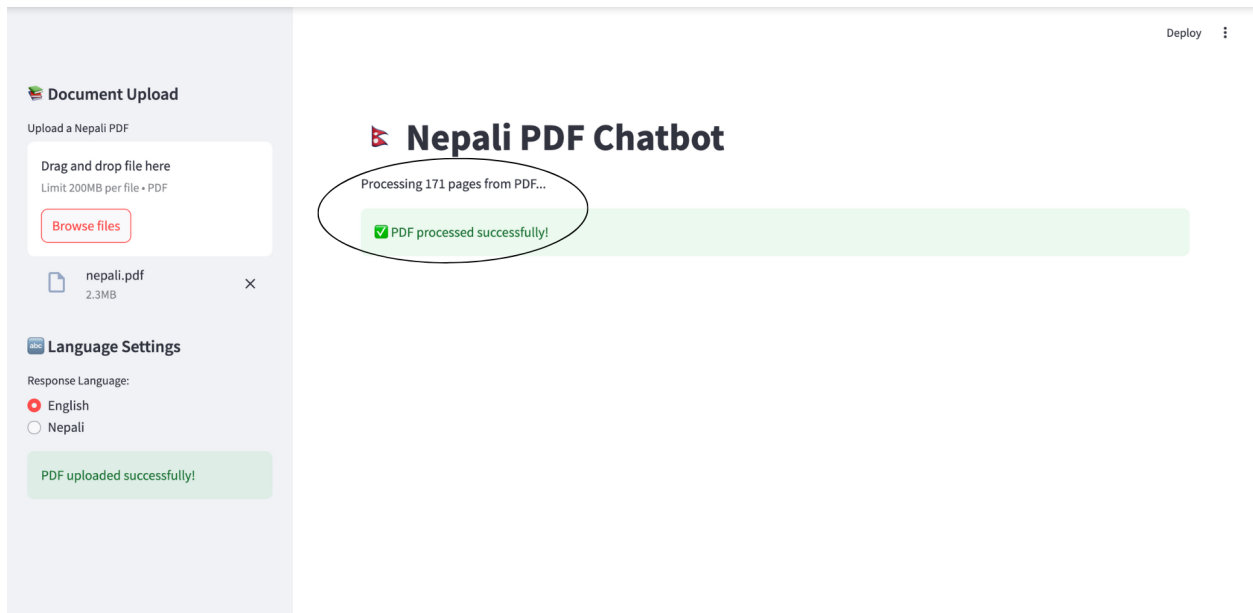 Deploy
📚 Document Upload
Upload a Nepali PDF
Drag and drop file here
Limit 200MB per file • PDF
Browse files
nepali.pdf
2.3MB
🔤 Language Settings
Response Language:
English
Nepali
PDF uploaded successfully!
🇳🇵 Nepali PDF Chatbot
Processing 171 pages from PDF...
✅ PDF processed successfully!